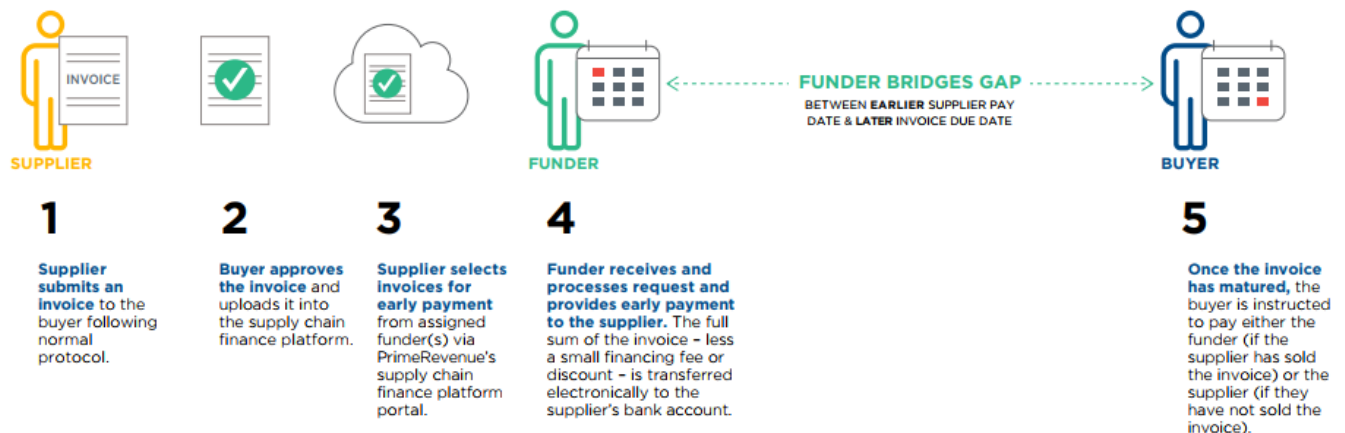 INVOICE
SUPPLIER
FUNDER
FUNDER BRIDGES GAP
BETWEEN EARLIER SUPPLIER PAY
DATE & LATER INVOICE DUE DATE
BUYER
1
Supplier
submits an
invoice to the
buyer following
normal
protocol.
2
Buyer approves
the invoice and
uploads it into
the supply chain
finance platform.
3
Supplier selects
invoices for
early payment
from assigned
funder(s) via
PrimeRevenue's
supply chain
finance platform
portal.
4
Funder receives and
processes request and
provides early payment
to the supplier. The full
sum of the invoice – less
a small financing fee or
discount – is transferred
electronically to the
supplier's bank account.
5
Once the invoice
has matured, the
buyer is instructed
to pay either the
funder (if the
supplier has sold
the invoice) or the
supplier (if they
have not sold the
invoice).